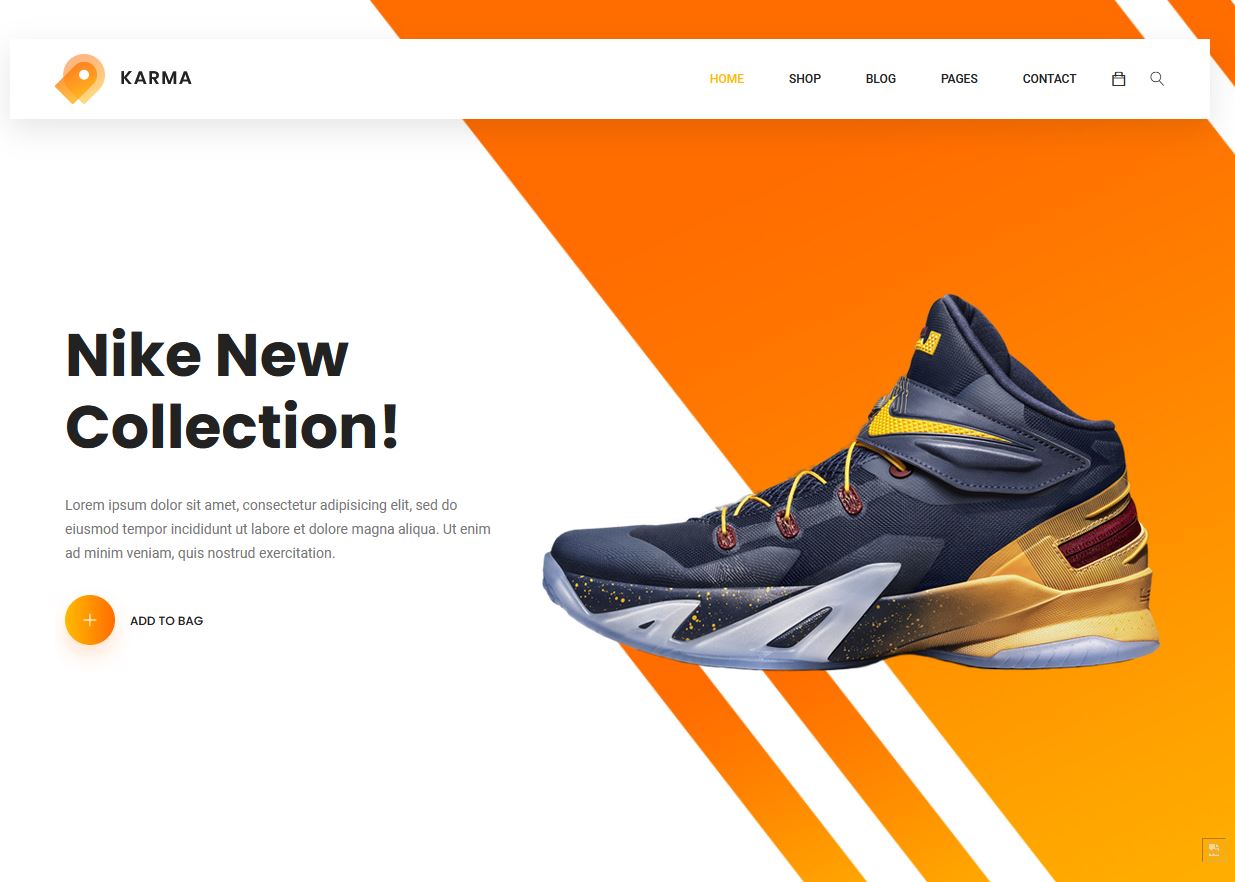 KARMA
HOME SHOP BLOG PAGES CONTACT
Nike New
Collection!
Lorem ipsum dolor sit amet, consectetur adipisicing elit, sed do
eiusmod tempor incididunt ut labore et dolore magna aliqua. Ut enim
ad minim veniam, quis nostrud exercitation.
ADD TO BAG